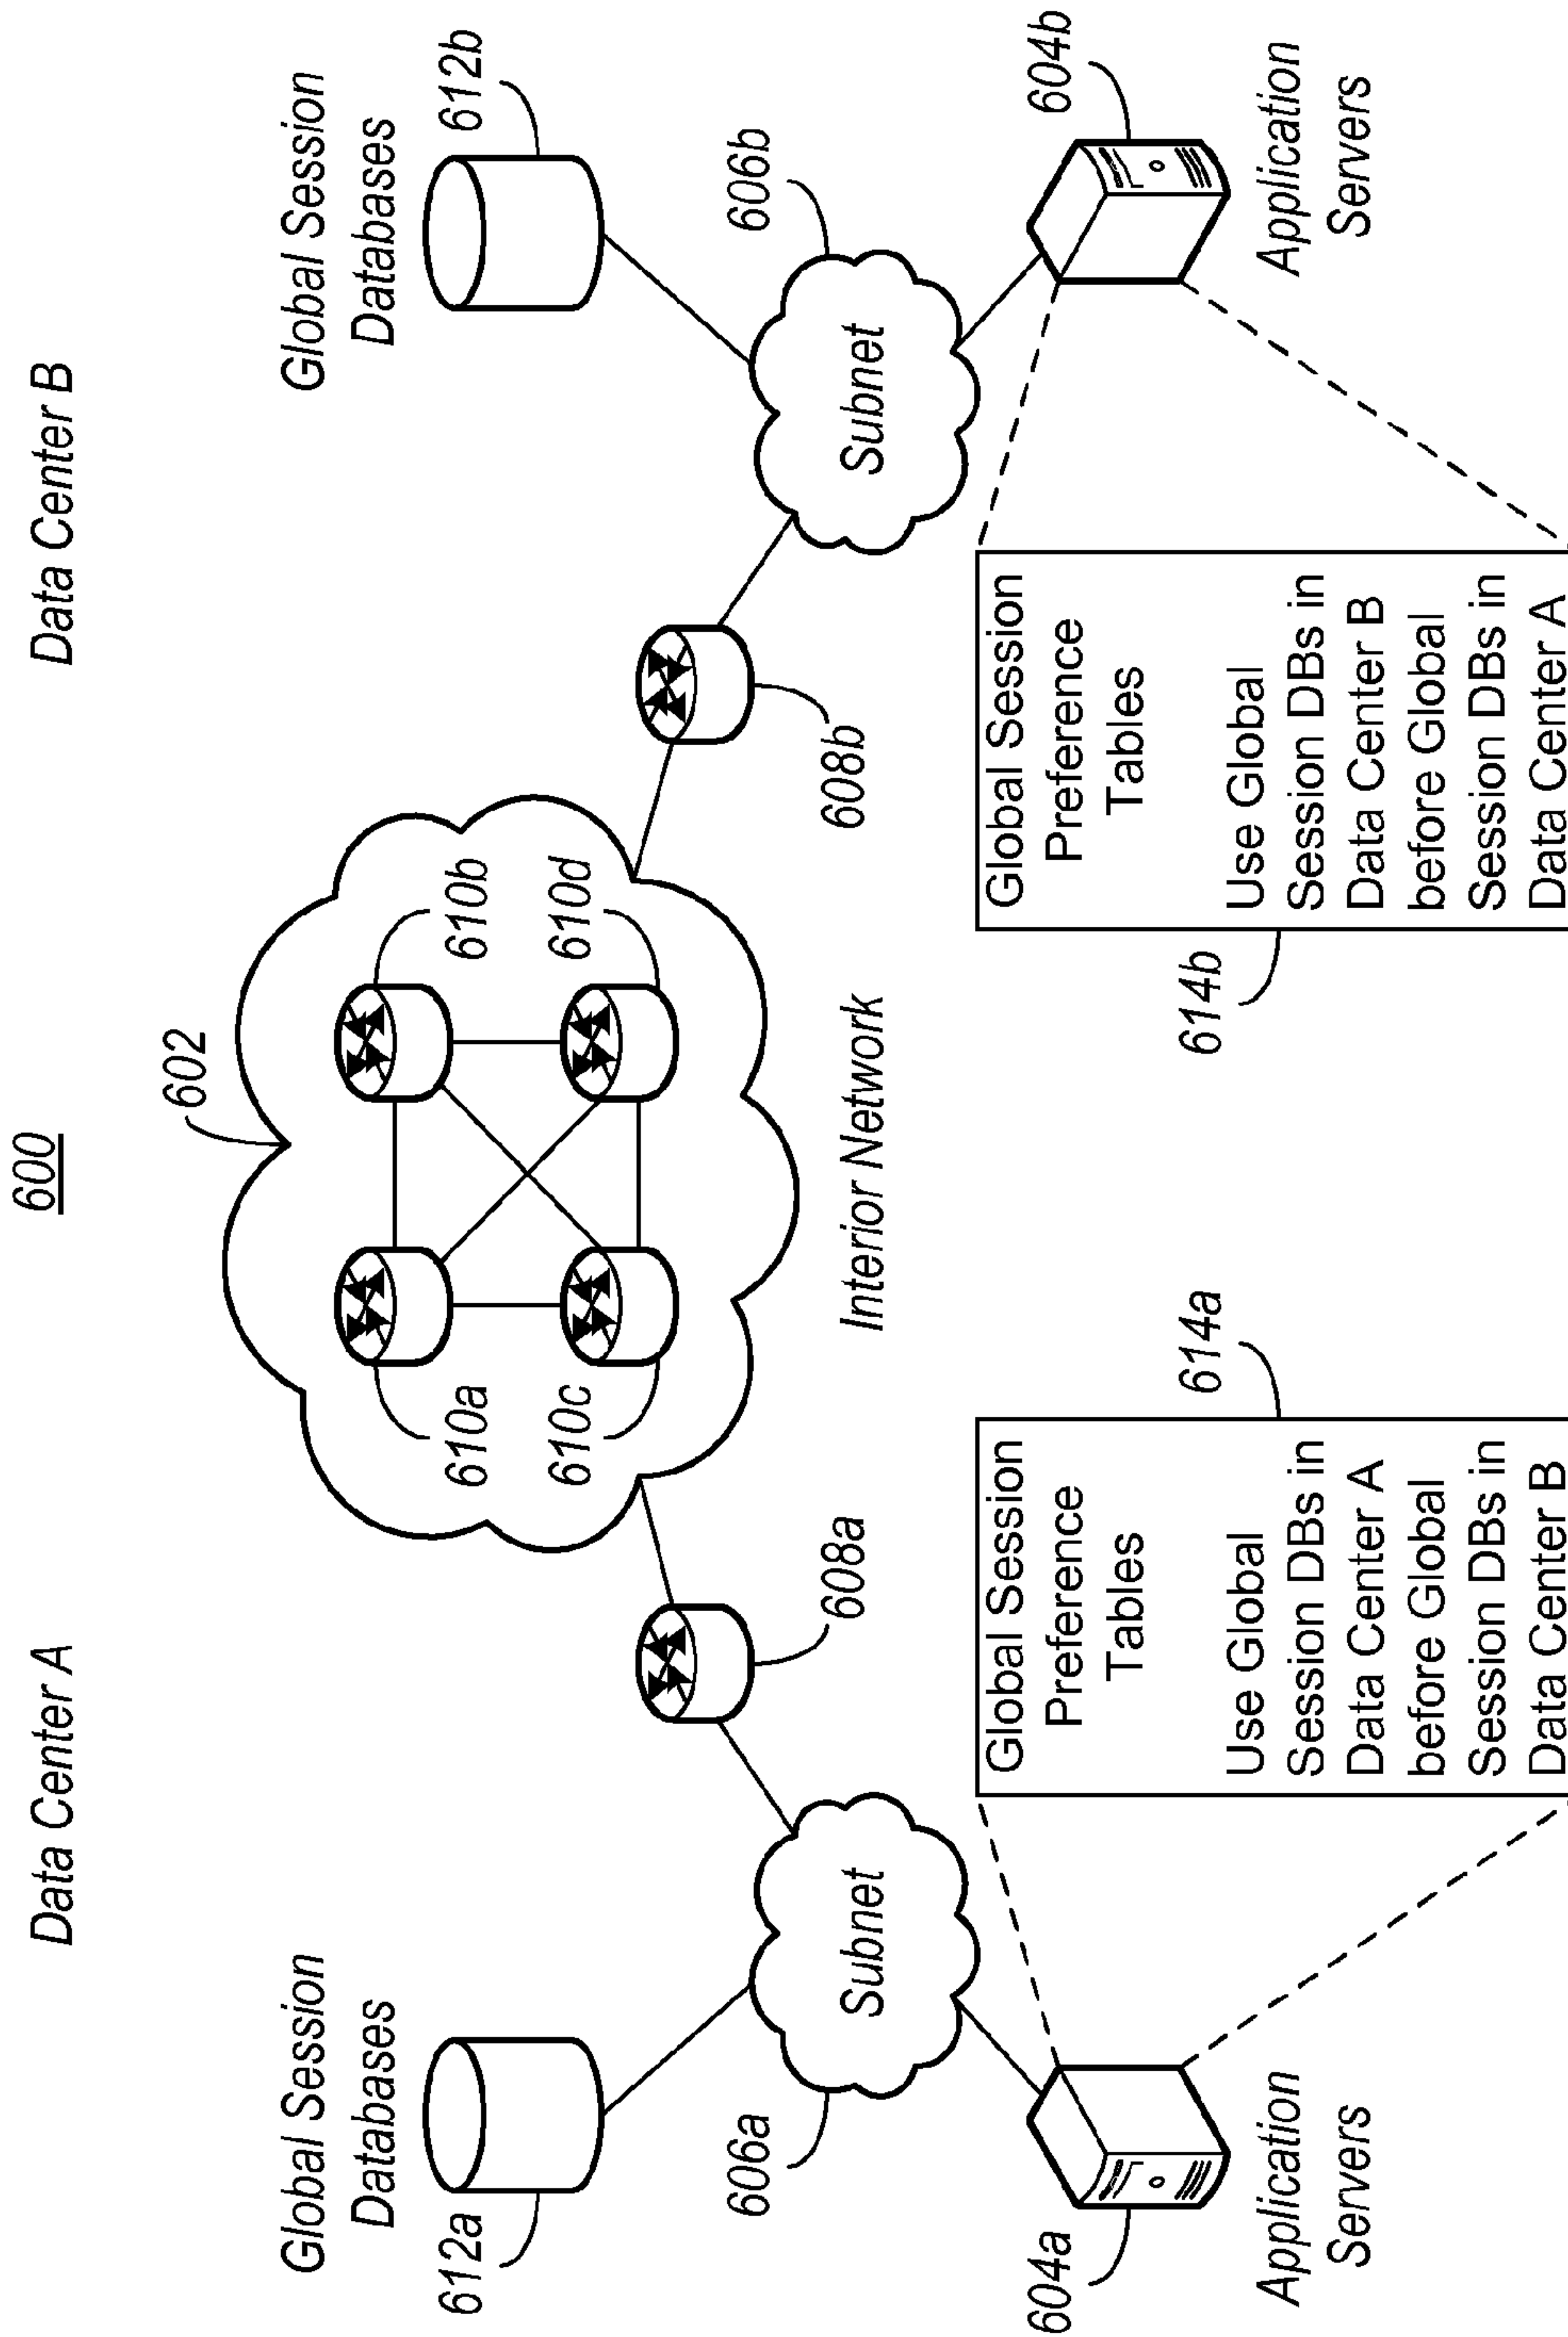 600
Data Center A
Data Center B
602
Global Session
Databases
612a
Global Session
Databases
612b
610a
610b
610c
610d
606a
Subnet
608a
Interior Network
608b
Subnet
606b
604a
Application
Servers
Global Session
Preference
Tables
Use Global
Session DBs in
Data Center A
before Global
Session DBs in
Data Center B
614a
614b
Global Session
Preference
Tables
Use Global
Session DBs in
Data Center B
before Global
Session DBs in
Data Center A
604b
Application
Servers